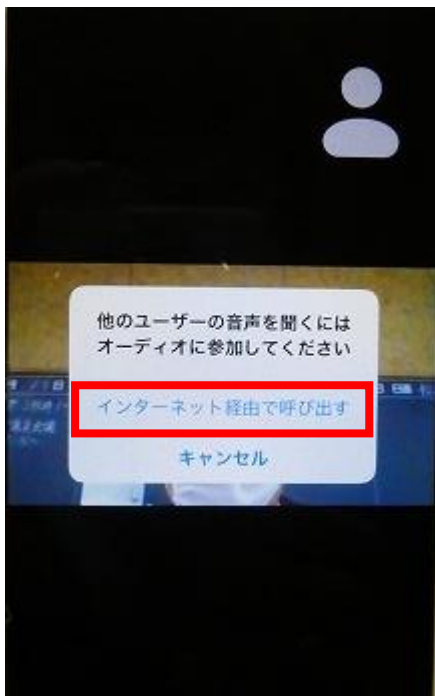 他のユーザーの音声を聞くには
オーディオに参加してください
インターネット経由で呼び出す
キャンセル